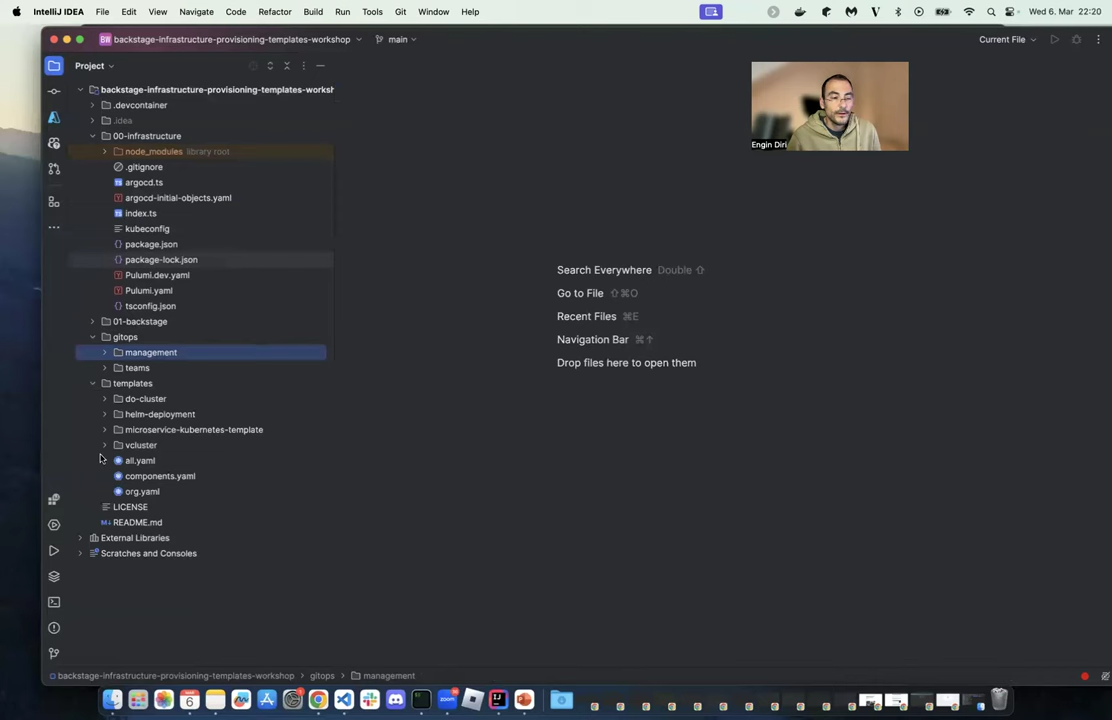 IntelliJ IDEA File Edit View Navigate Code Refactor Build Run Tools Git Window Help Wed 6. Mar 22:20
BW backstage-infrastructure-provisioning-templates-workshop main Current File
Project
backstage-infrastructure-provisioning-templates-worksh
.devcontainer
.idea
00-infrastructure
node_modules library root
.gitignore
argocd.ts
argocd-initial-objects.yaml
index.ts
kubeconfig
package.json
package-lock.json
Pulumi.dev.yaml
Pulumi.yaml
tsconfig.json
01-backstage
gitops
management
teams
templates
do-cluster
helm-deployment
microservice-kubernetes-template
vcluster
all.yaml
components.yaml
org.yaml
LICENSE
README.md
External Libraries
Scratches and Consoles
Engin Diri
Search Everywhere Double ⇧
Go to File ⇧⌘O
Recent Files ⌘E
Navigation Bar ⌘↑
Drop files here to open them
backstage-infrastructure-provisioning-templates-workshop › gitops › management